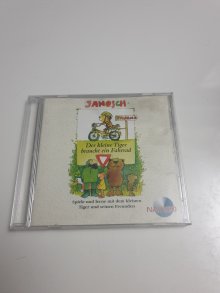 JANOSCH
Der kleine Tiger
braucht ein Fahrrad
Spiele und lerne mit dem kleinen
Tiger und seinen Freunden